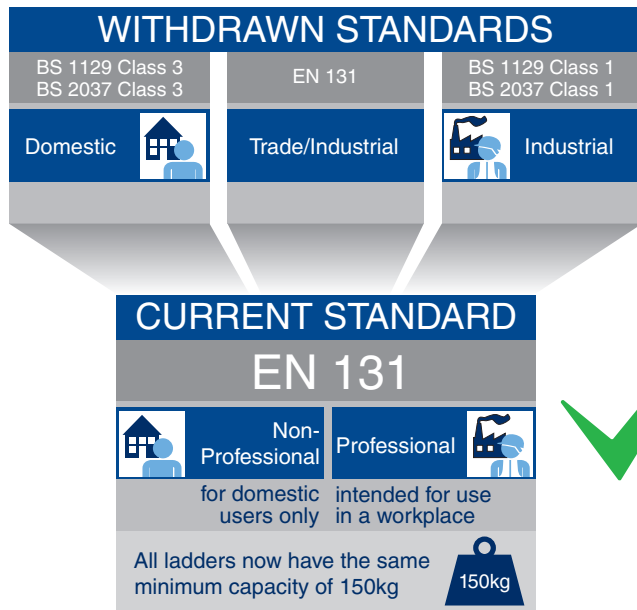 WITHDRAWN STANDARDS
BS 1129 Class 3
BS 2037 Class 3
EN 131
BS 1129 Class 1
BS 2037 Class 1
Domestic
Trade/Industrial
Industrial
CURRENT STANDARD
EN 131
Non-
Professional
Professional
for domestic
users only
intended for use
in a workplace
All ladders now have the same
minimum capacity of 150kg
150kg